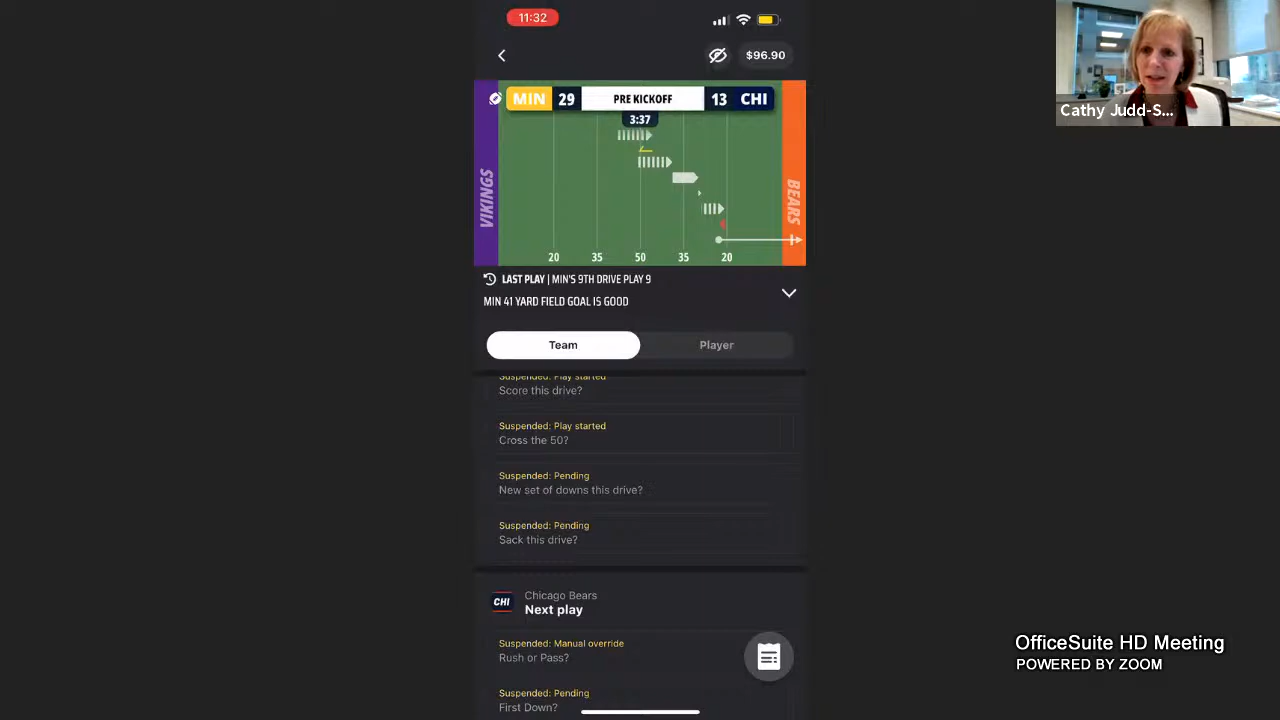 11:32
$96.90
MIN 29 PRE KICKOFF 13 CHI
3:37
VIKINGS
BEARS
20 35 50 35 20
LAST PLAY | MIN'S 9TH DRIVE PLAY 9
MIN 41 YARD FIELD GOAL IS GOOD
Team Player
Suspended: Play started
Score this drive?
Suspended: Play started
Cross the 50?
Suspended: Pending
New set of downs this drive?
Suspended: Pending
Sack this drive?
CHI
Chicago Bears
Next play
Suspended: Manual override
Rush or Pass?
Suspended: Pending
First Down?
Cathy Judd-S...
OfficeSuite HD Meeting
POWERED BY ZOOM